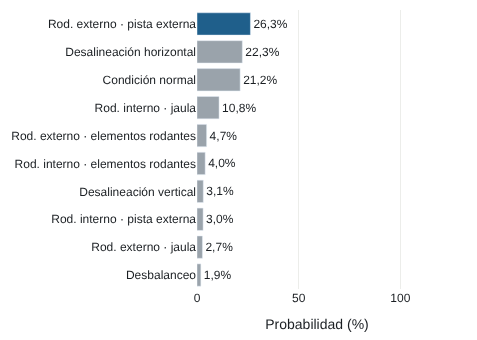 Rod. externo · pista externa 26,3%
Desalineación horizontal 22,3%
Condición normal 21,2%
Rod. interno · jaula 10,8%
Rod. externo · elementos rodantes 4,7%
Rod. interno · elementos rodantes 4,0%
Desalineación vertical 3,1%
Rod. interno · pista externa 3,0%
Rod. externo · jaula 2,7%
Desbalanceo 1,9%
0 50 100
Probabilidad (%)